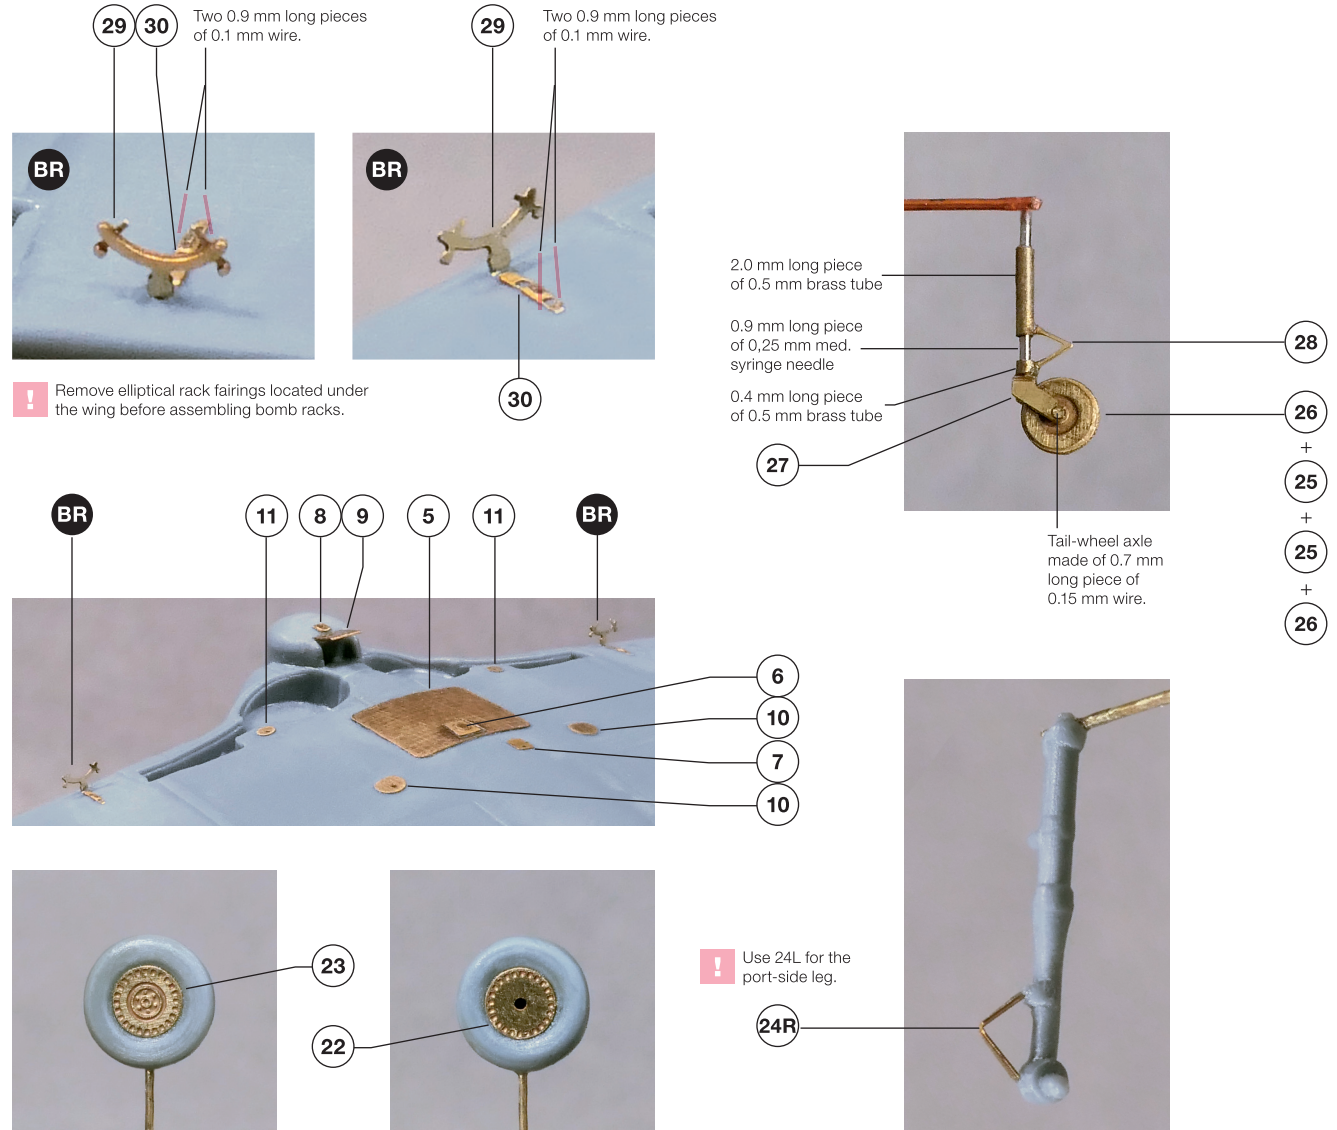 29
30
Two 0.9 mm long pieces
of 0.1 mm wire.
29
Two 0.9 mm long pieces
of 0.1 mm wire.
BR
BR
30
! Remove elliptical rack fairings located under
the wing before assembling bomb racks.
2.0 mm long piece
of 0.5 mm brass tube
0.9 mm long piece
of 0,25 mm med.
syringe needle
0.4 mm long piece
of 0.5 mm brass tube
27
28
26
+
25
+
25
+
26
Tail-wheel axle
made of 0.7 mm
long piece of
0.15 mm wire.
BR
11
8
9
5
11
BR
6
10
7
10
23
22
! Use 24L for the
port-side leg.
24R